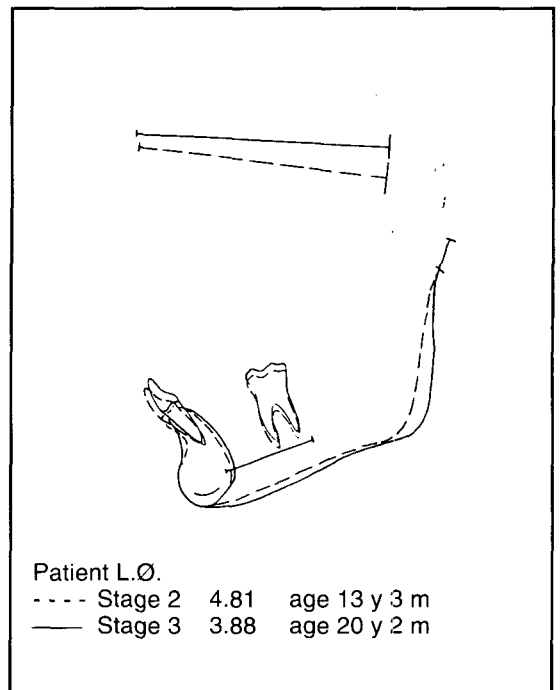 Patient L.Ø.
---- Stage 2 4.81 age 13 y 3 m
—— Stage 3 3.88 age 20 y 2 m